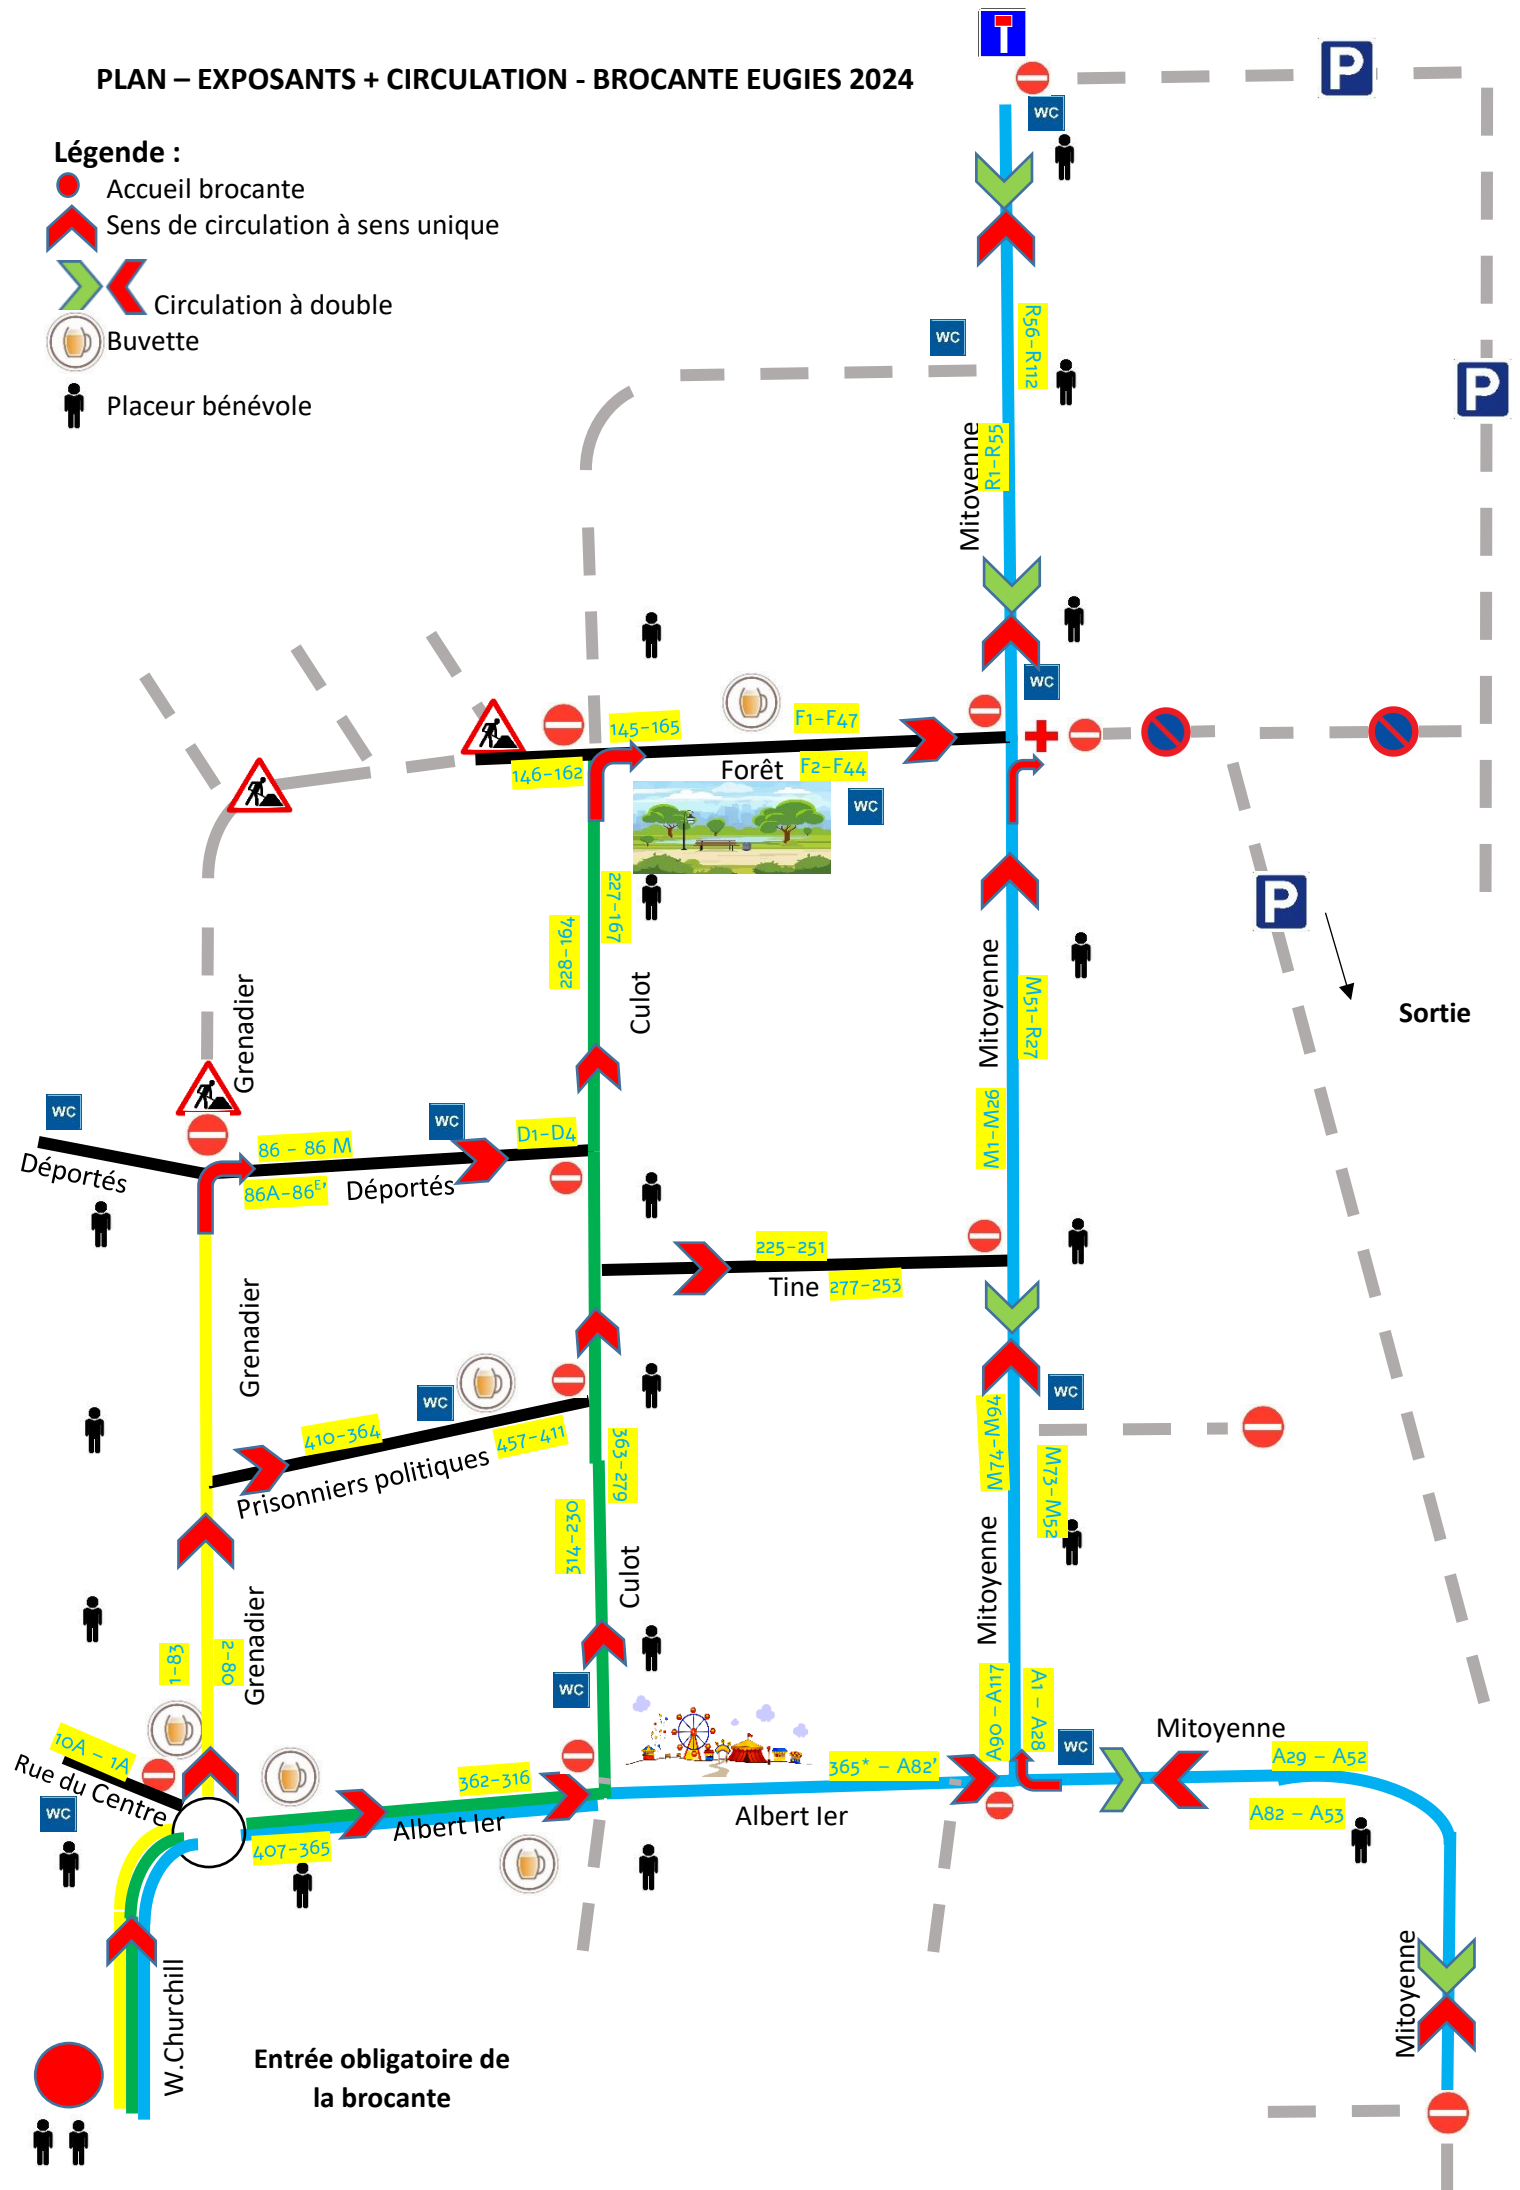 PLAN – EXPOSANTS + CIRCULATION - BROCANTE EUGIES 2024
Légende :
Accueil brocante
Sens de circulation à sens unique
Circulation à double
Buvette
Placeur bénévole
P
WC
WC
R56-R112
P
Mitoyenne
R1-R55
WC
145-165
F1-F47
146-162
Forêt
F2-F44
WC
227-167
228-164
Culot
P
Mitoyenne
M51-R27
Sortie
Grenadier
WC
WC
Déportés
86 – 86 M
D1-D4
86A-86E'
Déportés
M1-M26
225-251
Tine
277-253
Grenadier
WC
410-364
457-411
Prisonniers politiques
363-279
314-230
Culot
WC
M74-M94
M73-M52
Mitoyenne
1-83
08-2
Grenadier
WC
A90 – A117
A1 – A28
WC
Mitoyenne
10A – 1A
Rue du Centre
WC
362-316
365* – A82'
A29 – A52
407-365
Albert Ier
Albert Ier
A82 – A53
W.Churchill
Mitoyenne
Entrée obligatoire de
la brocante